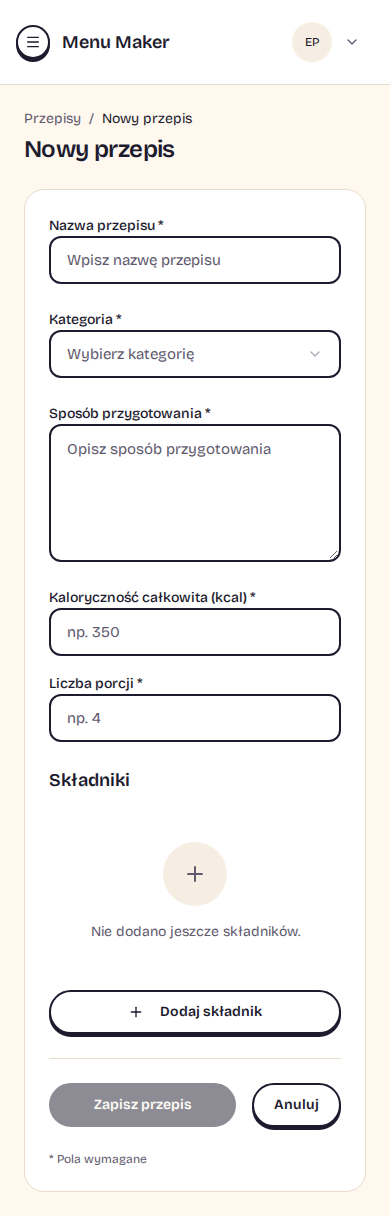 Menu Maker
EP
Przepisy / Nowy przepis
Nowy przepis
Nazwa przepisu *
Wpisz nazwę przepisu
Kategoria *
Wybierz kategorię
Sposób przygotowania *
Opisz sposób przygotowania
Kaloryczność całkowita (kcal) *
np. 350
Liczba porcji *
np. 4
Składniki
Nie dodano jeszcze składników.
Dodaj składnik
Zapisz przepis
Anuluj
* Pola wymagane